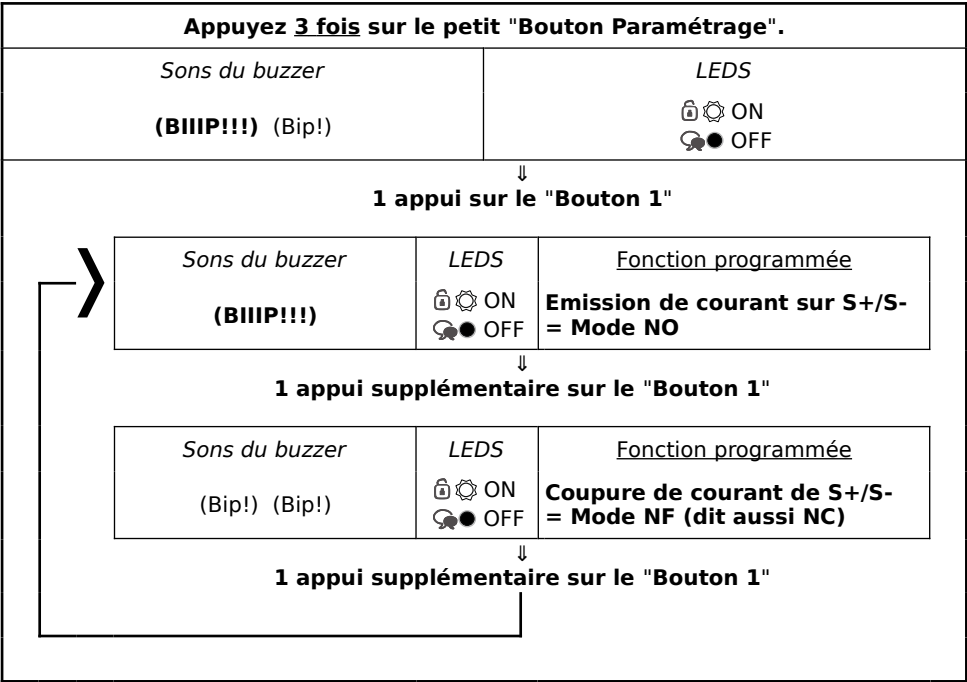 Appuyez 3 fois sur le petit "Bouton Paramétrage".
Sons du buzzer
LEDS
(BIIIP!!!) (Bip!)
ON
OFF
⇓
1 appui sur le "Bouton 1"
Sons du buzzer
LEDS
Fonction programmée
(BIIIP!!!)
ON
OFF
Emission de courant sur S+/S-
= Mode NO
⇓
1 appui supplémentaire sur le "Bouton 1"
Sons du buzzer
LEDS
Fonction programmée
(Bip!) (Bip!)
ON
OFF
Coupure de courant de S+/S-
= Mode NF (dit aussi NC)
⇓
1 appui supplémentaire sur le "Bouton 1"